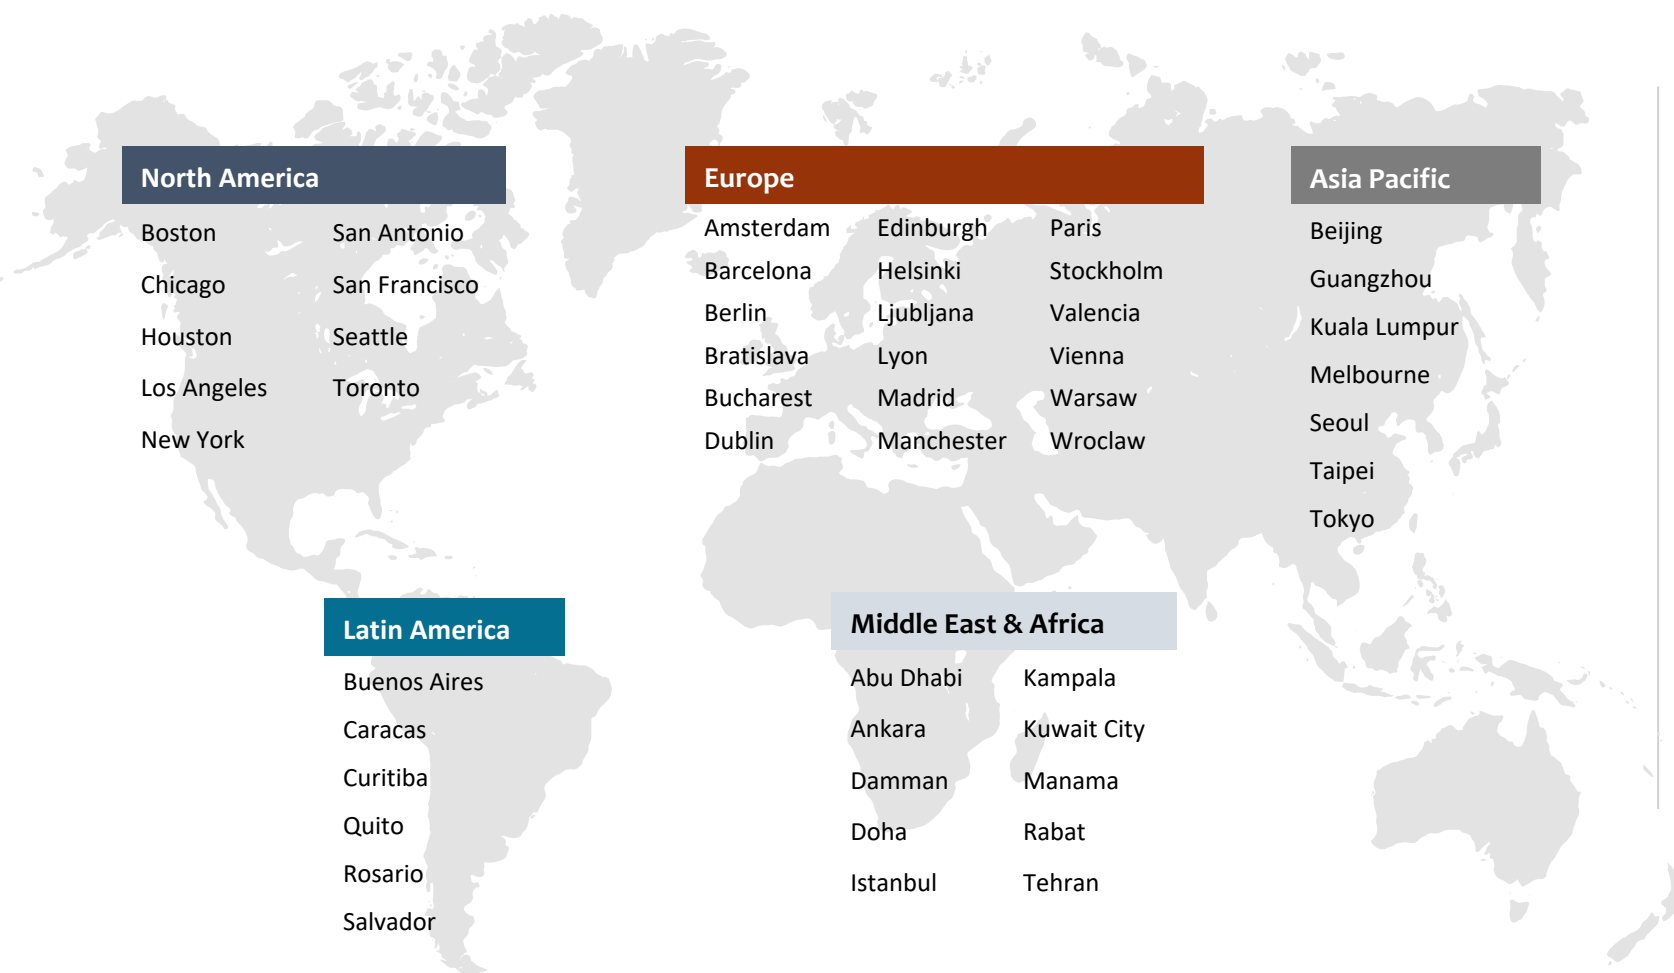 North America
Boston
Chicago
Houston
Los Angeles
New York
San Antonio
San Francisco
Seattle
Toronto
Europe
Amsterdam
Barcelona
Berlin
Bratislava
Bucharest
Dublin
Edinburgh
Helsinki
Ljubljana
Lyon
Madrid
Manchester
Paris
Stockholm
Valencia
Vienna
Warsaw
Wroclaw
Asia Pacific
Beijing
Guangzhou
Kuala Lumpur
Melbourne
Seoul
Taipei
Tokyo
Latin America
Buenos Aires
Caracas
Curitiba
Quito
Rosario
Salvador
Middle East & Africa
Abu Dhabi
Ankara
Damman
Doha
Istanbul
Kampala
Kuwait City
Manama
Rabat
Tehran